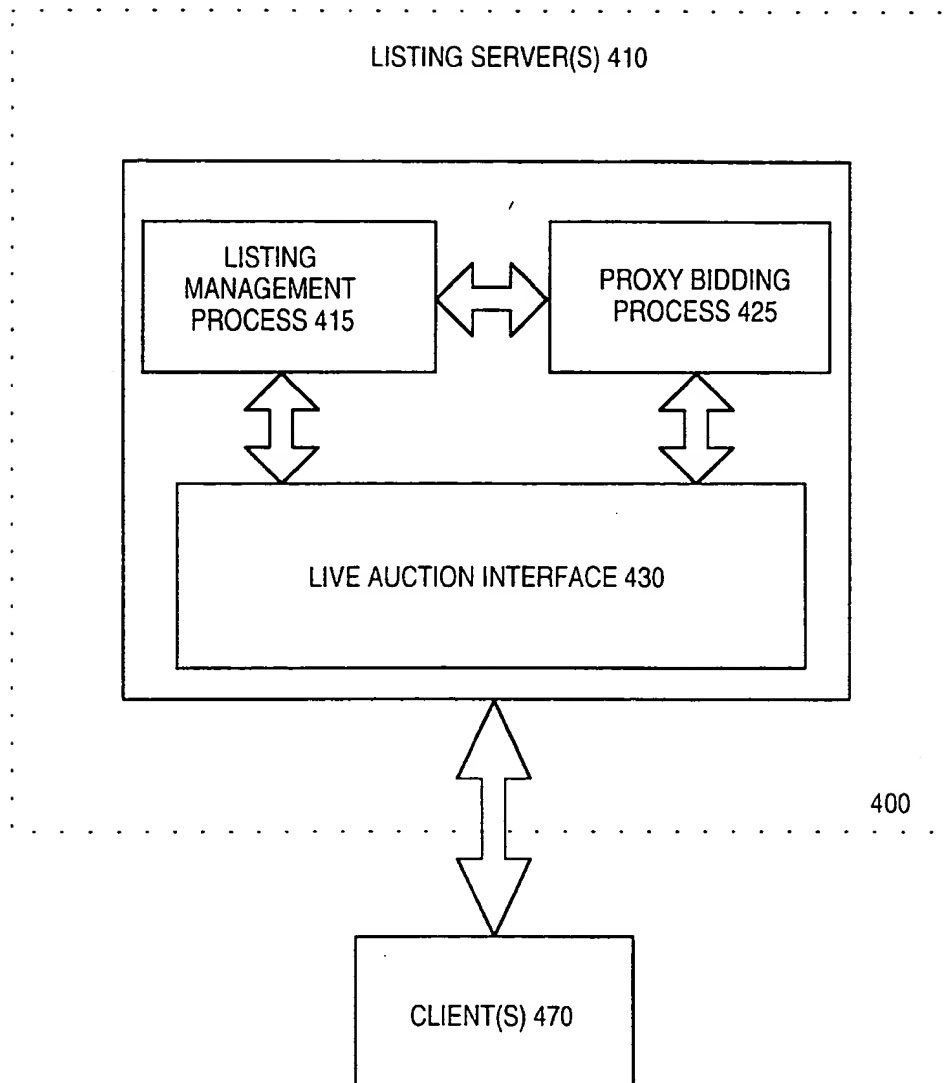 LISTING SERVER(S) 410
LISTING
MANAGEMENT
PROCESS 415
PROXY BIDDING
PROCESS 425
LIVE AUCTION INTERFACE 430
400
CLIENT(S) 470